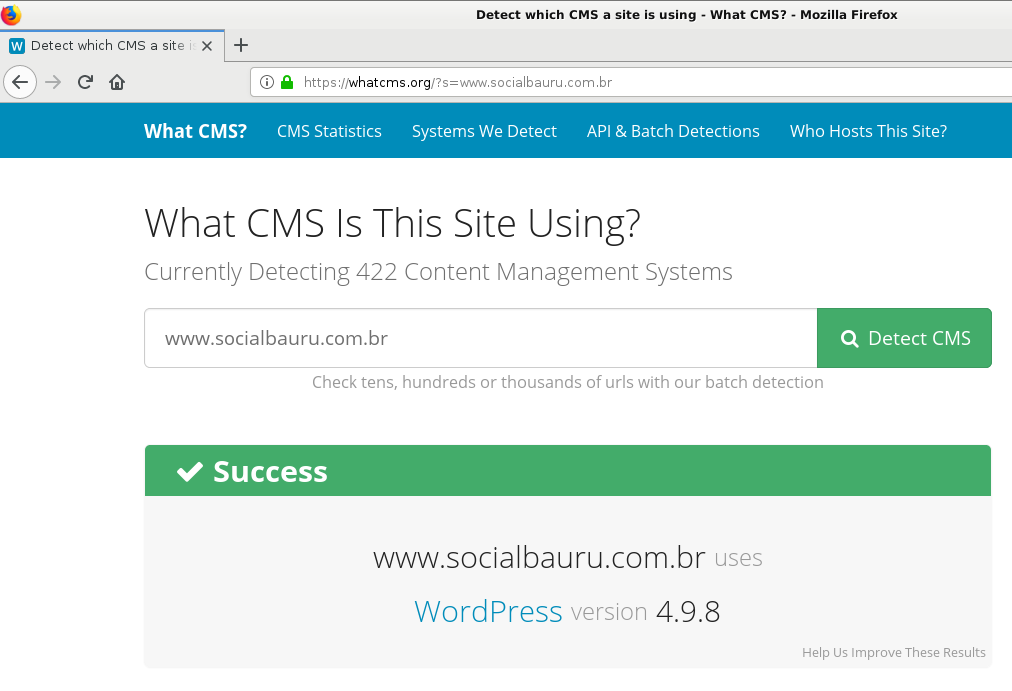 Detect which CMS a site is using - What CMS? - Mozilla Firefox
W Detect which CMS a site
https://whatcms.org/?s=www.socialbauru.com.br
What CMS? CMS Statistics Systems We Detect API & Batch Detections Who Hosts This Site?
What CMS Is This Site Using?
Currently Detecting 422 Content Management Systems
www.socialbauru.com.br Detect CMS
Check tens, hundreds or thousands of urls with our batch detection
Success
www.socialbauru.com.br uses
WordPress version 4.9.8
Help Us Improve These Results